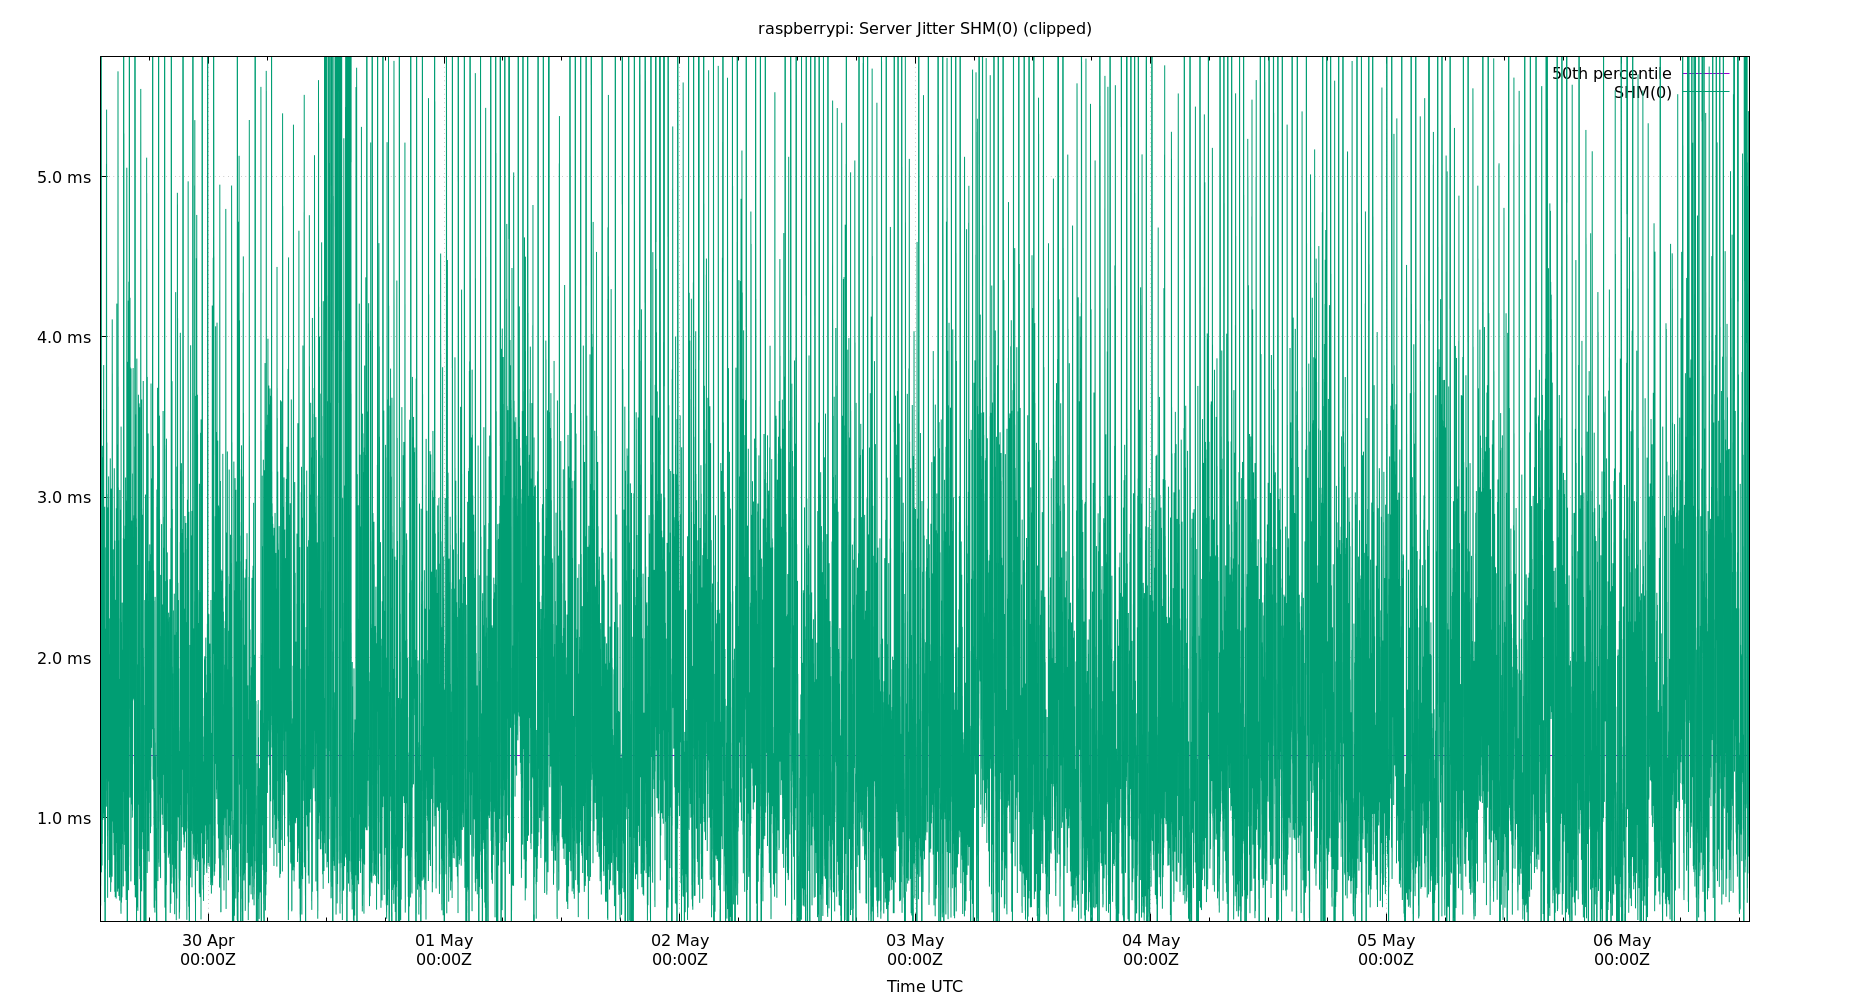 raspberrypi: Server Jitter SHM(0) (clipped)
50th percentile
SHM(0)
5.0 ms
4.0 ms
3.0 ms
2.0 ms
1.0 ms
30 Apr 01 May 02 May 03 May 04 May 05 May 06 May
00:00Z 00:00Z 00:00Z 00:00Z 00:00Z 00:00Z 00:00Z
Time UTC